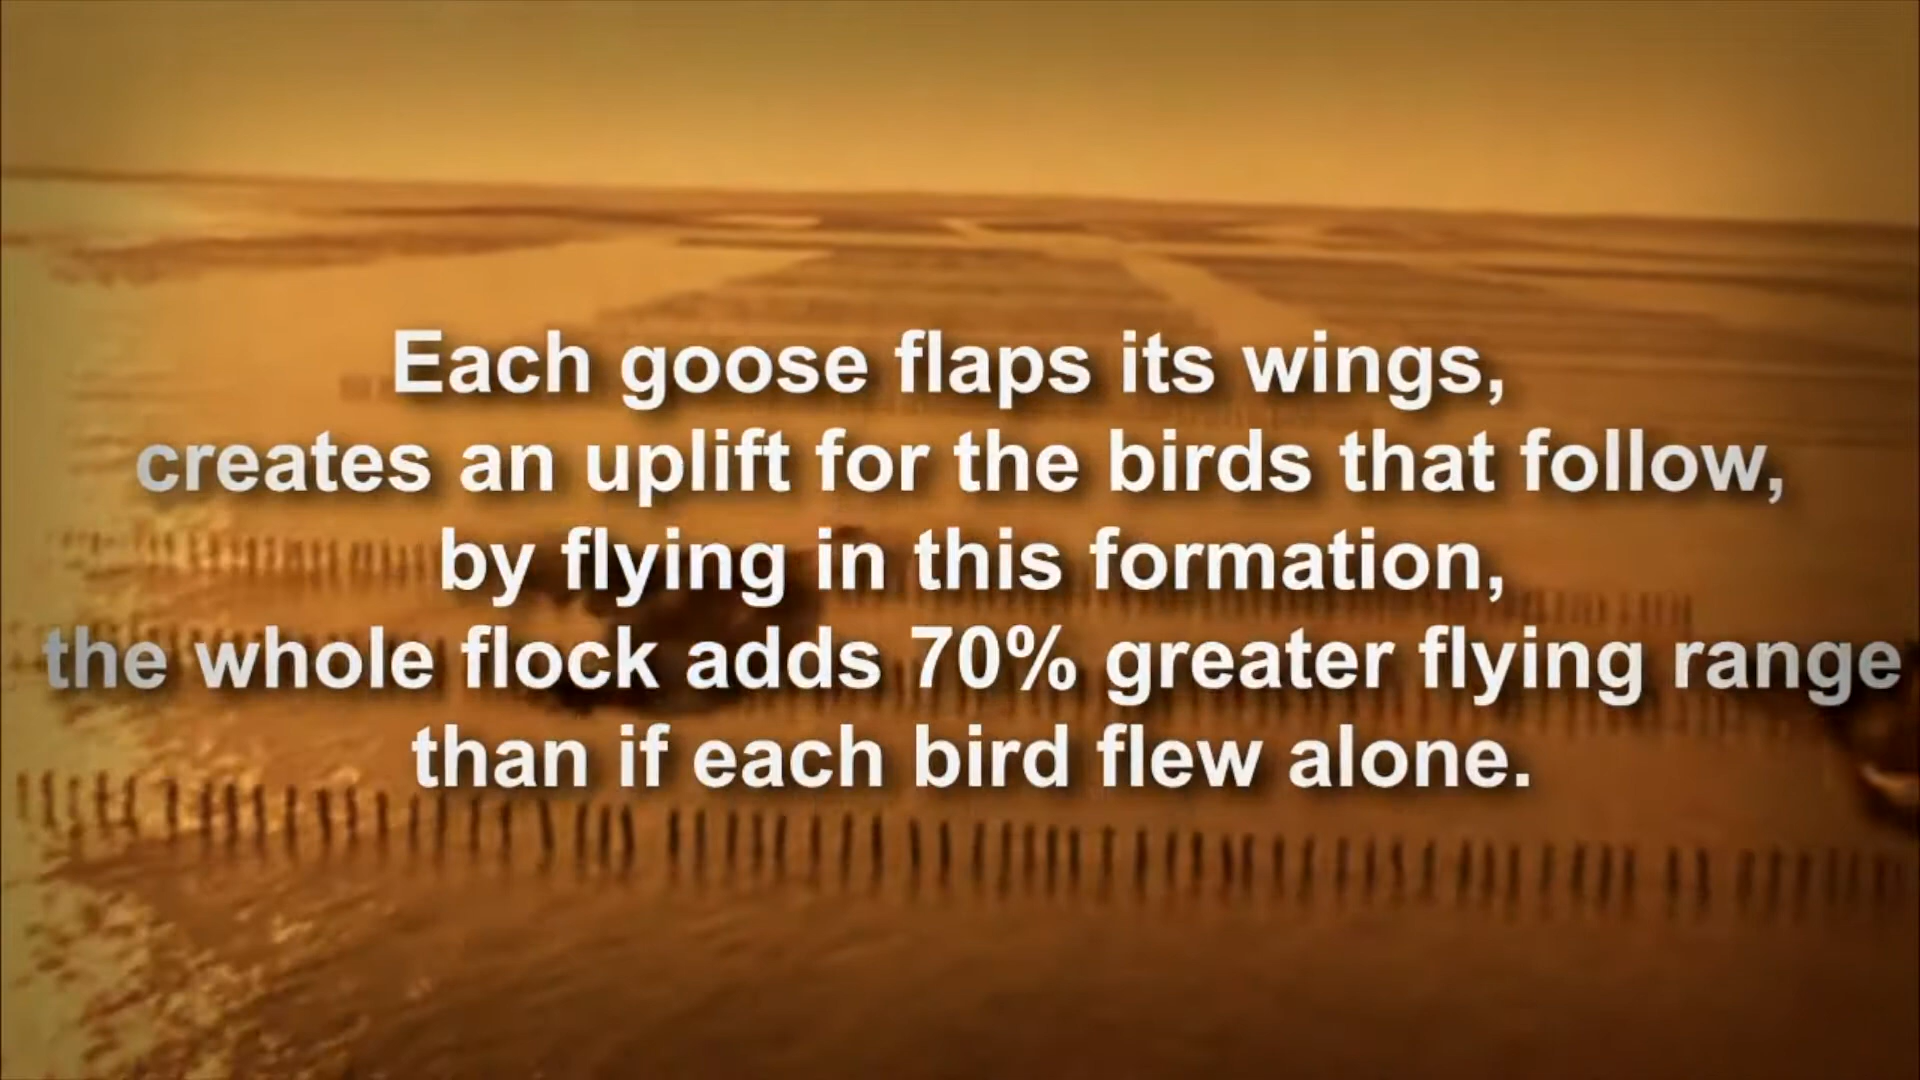 Each goose flaps its wings,
creates an uplift for the birds that follow,
by flying in this formation,
the whole flock adds 70% greater flying range
than if each bird flew alone.